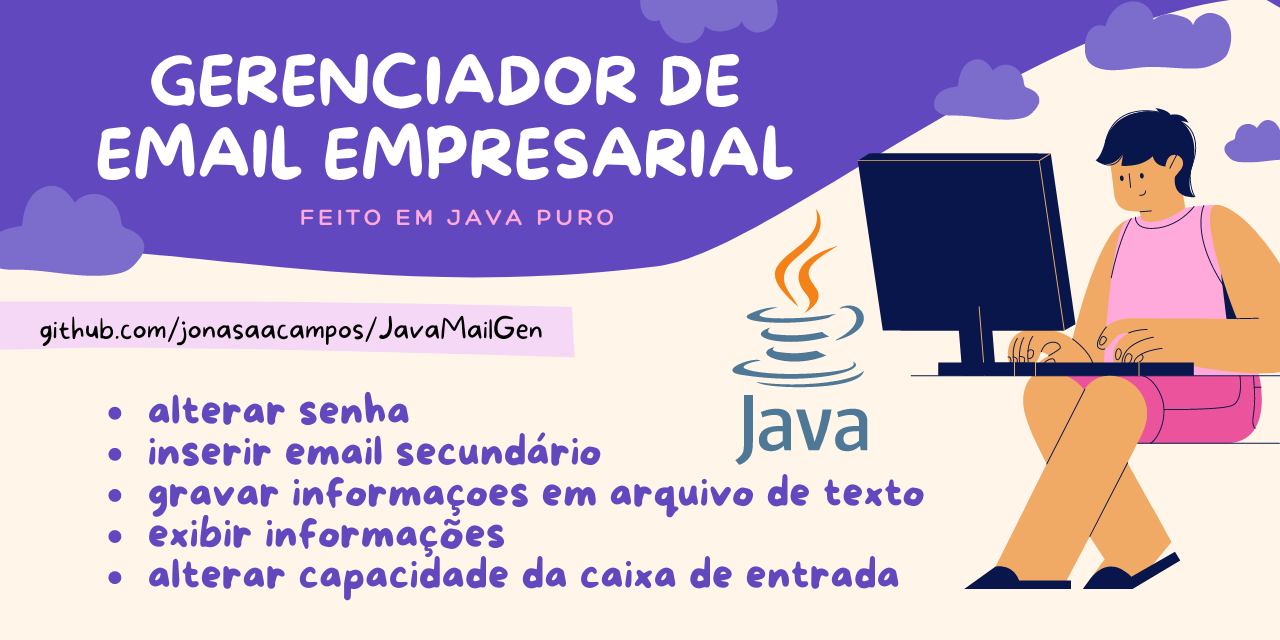 GERENCIADOR DE
EMAIL EMPRESARIAL
FEITO EM JAVA PURO
github.com/jonasaacampos/JavaMailGen
Java
• alterar senha
• inserir email secundário
• gravar informaçoes em arquivo de texto
• exibir informações
• alterar capacidade da caixa de entrada